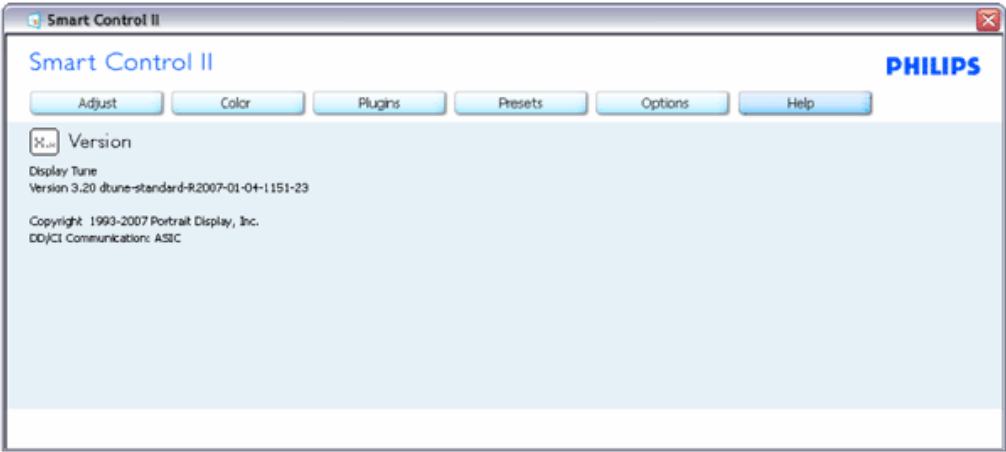 Smart Control II
Smart Control II
PHILIPS
Adjust Color Plugins Presets Options Help
X.xx Version
Display Tune
Version 3.20 dtune-standard-R2007-01-04-1151-23
Copyright 1993-2007 Portrait Display, Inc.
DD/CI Communication: ASIC